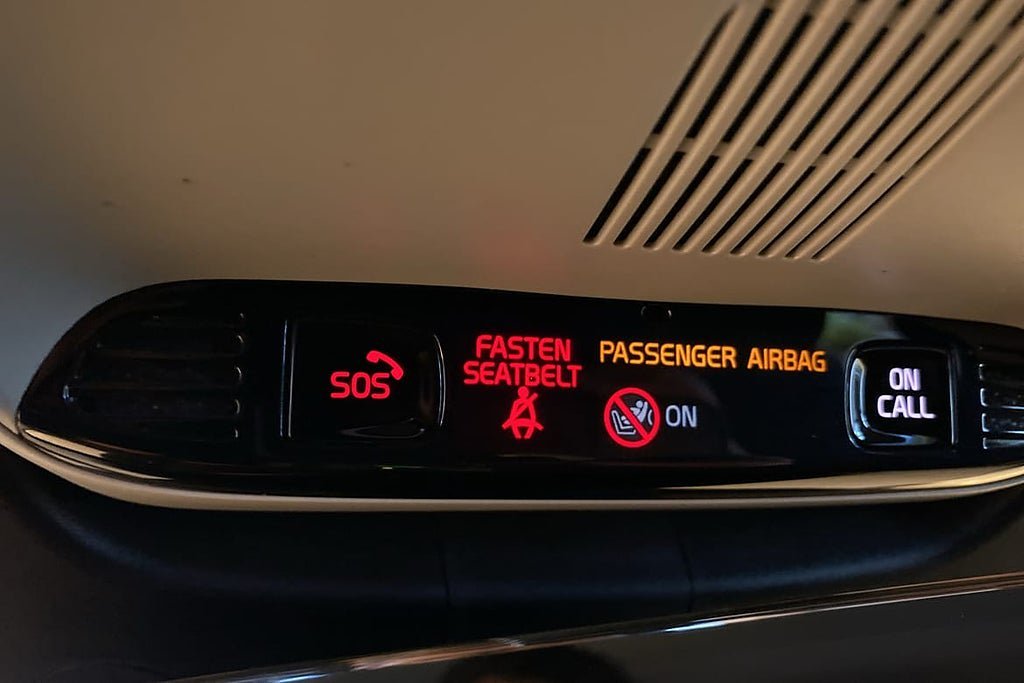 SOS
FASTEN
SEATBELT
PASSENGER AIRBAG
ON
ON
CALL